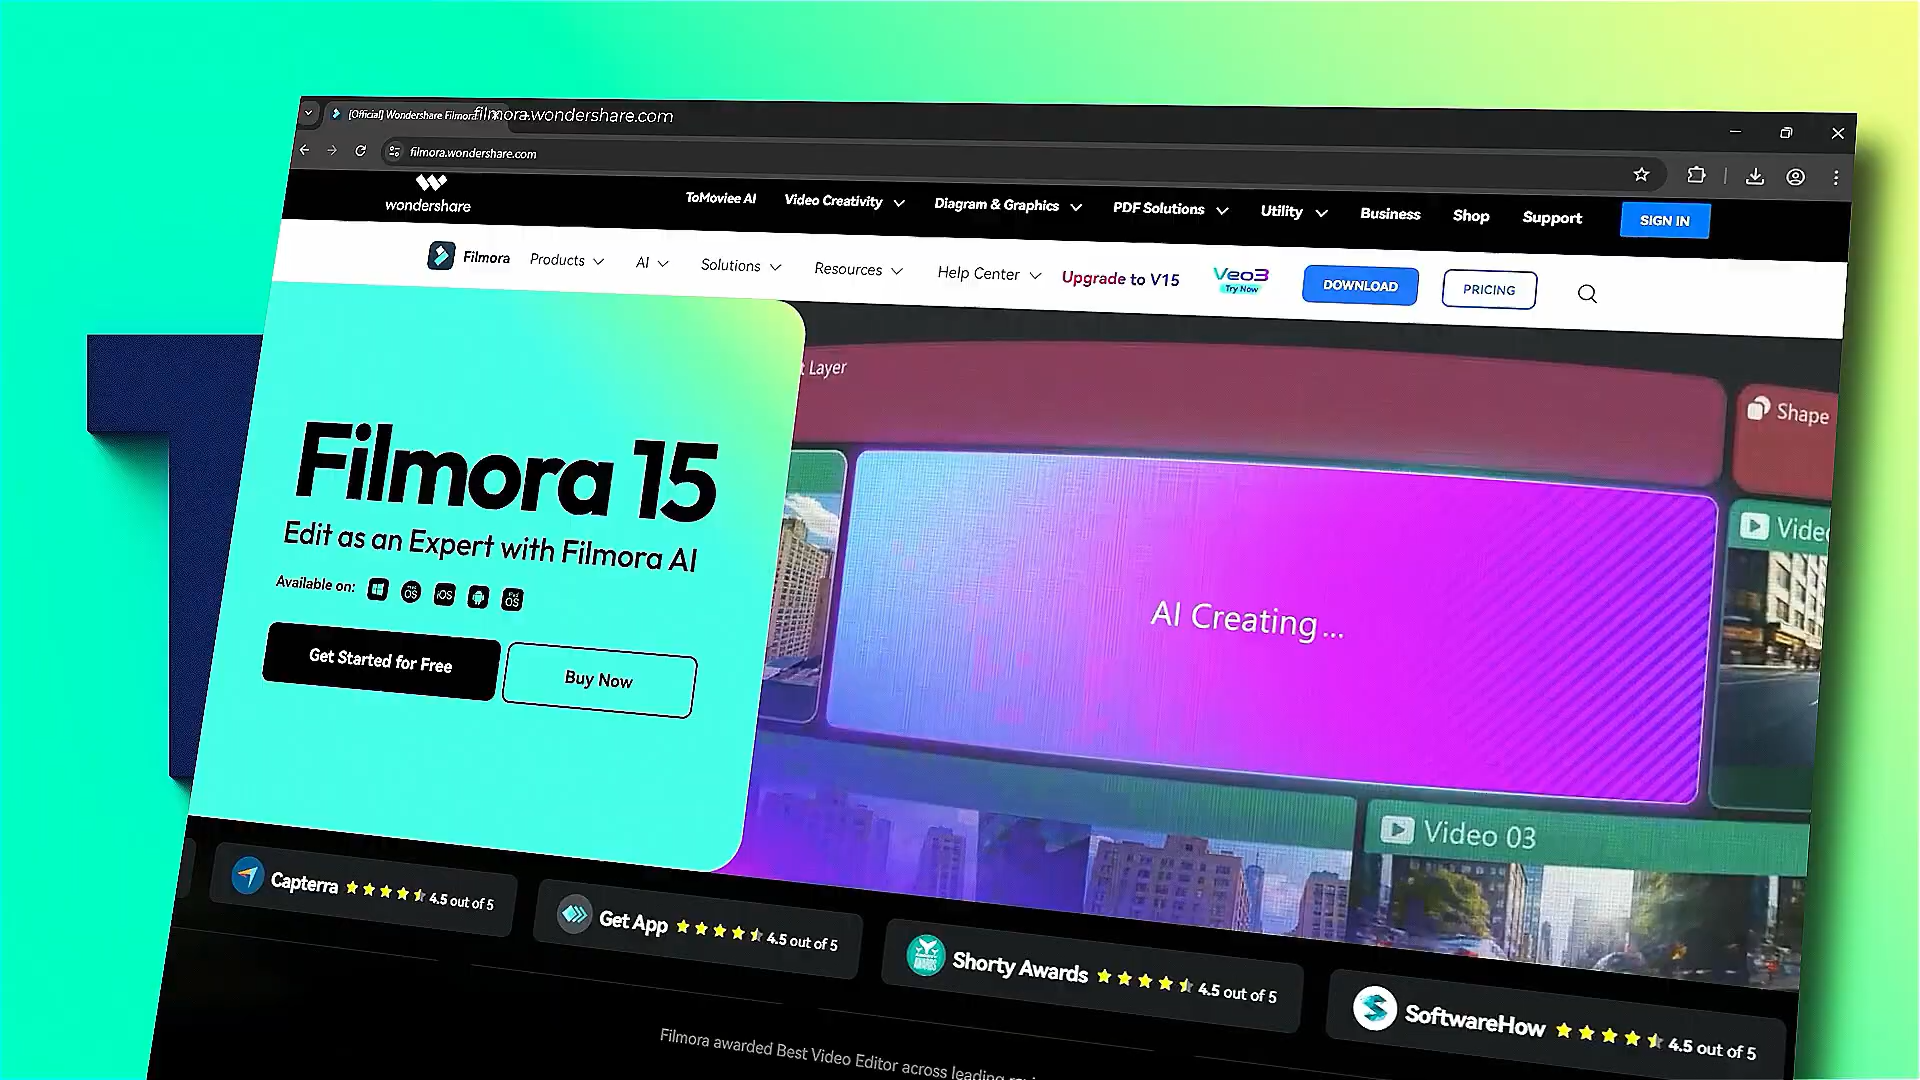 [Official] Wondershare Filmora
filmora.wondershare.com
filmora.wondershare.com
wondershare
ToMoviee AI
Video Creativity
Diagram & Graphics
PDF Solutions
Utility
Business
Shop
Support
SIGN IN
Filmora
Products
AI
Solutions
Resources
Help Center
Upgrade to V15
Veo3
Try Now
DOWNLOAD
PRICING
t Layer
Shape
Filmora 15
Edit as an Expert with Filmora AI
Available on:
iOS
Get Started for Free
Buy Now
AI Creating...
Video
Video 03
Capterra 4.5 out of 5
Get App 4.5 out of 5
Shorty Awards 4.5 out of 5
SoftwareHow 4.5 out of 5
Filmora awarded Best Video Editor across leading